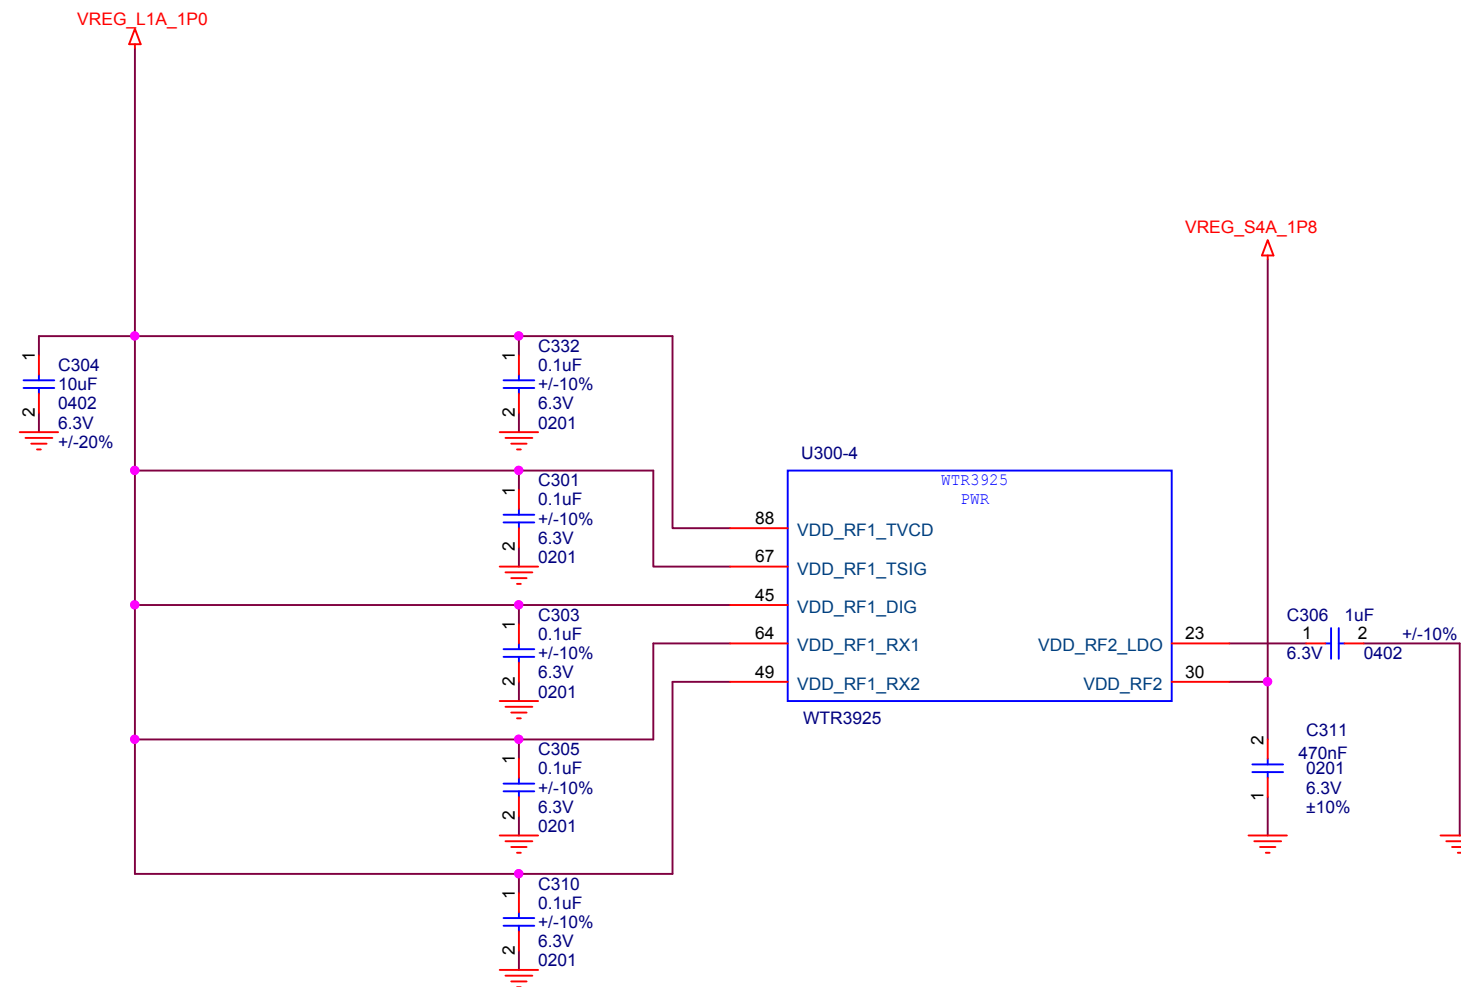 VREG_L1A_1P0
VREG_S4A_1P8
1
C304
10uF
0402
6.3V
+/-20%
2
1
C332
0.1uF
+/-10%
6.3V
0201
2
1
C301
0.1uF
+/-10%
6.3V
0201
2
1
C303
0.1uF
+/-10%
6.3V
0201
2
1
C305
0.1uF
+/-10%
6.3V
0201
2
1
C310
0.1uF
+/-10%
6.3V
0201
2
U300-4
WTR3925
PWR
88 VDD_RF1_TVCD
67 VDD_RF1_TSIG
45 VDD_RF1_DIG
64 VDD_RF1_RX1
49 VDD_RF1_RX2
VDD_RF2_LDO 23
VDD_RF2 30
WTR3925
C306 1uF
1 2 +/-10%
6.3V 0402
2
C311
470nF
0201
6.3V
±10%
1